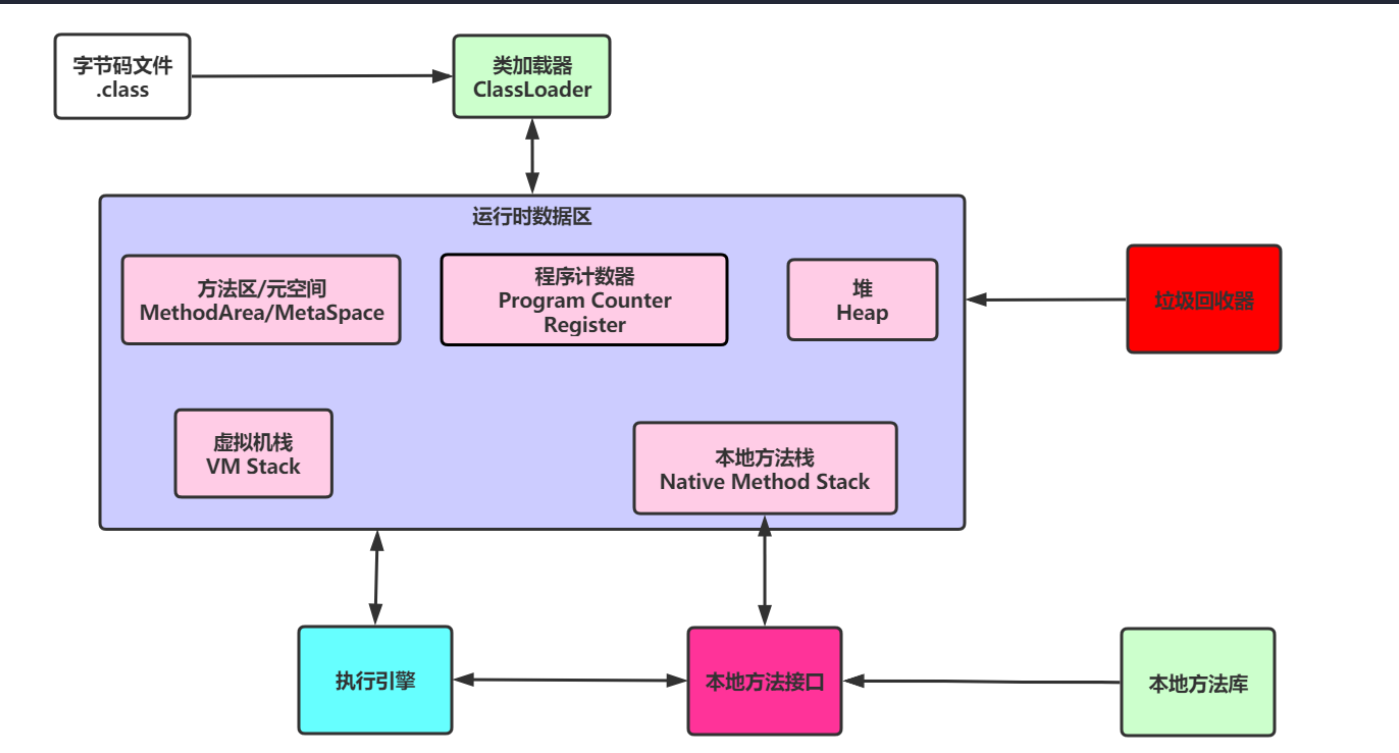 字节码文件
.class
类加载器
ClassLoader
运行时数据区
方法区/元空间
MethodArea/MetaSpace
程序计数器
Program Counter
Register
堆
Heap
垃圾回收器
虚拟机栈
VM Stack
本地方法栈
Native Method Stack
执行引擎
本地方法接口
本地方法库